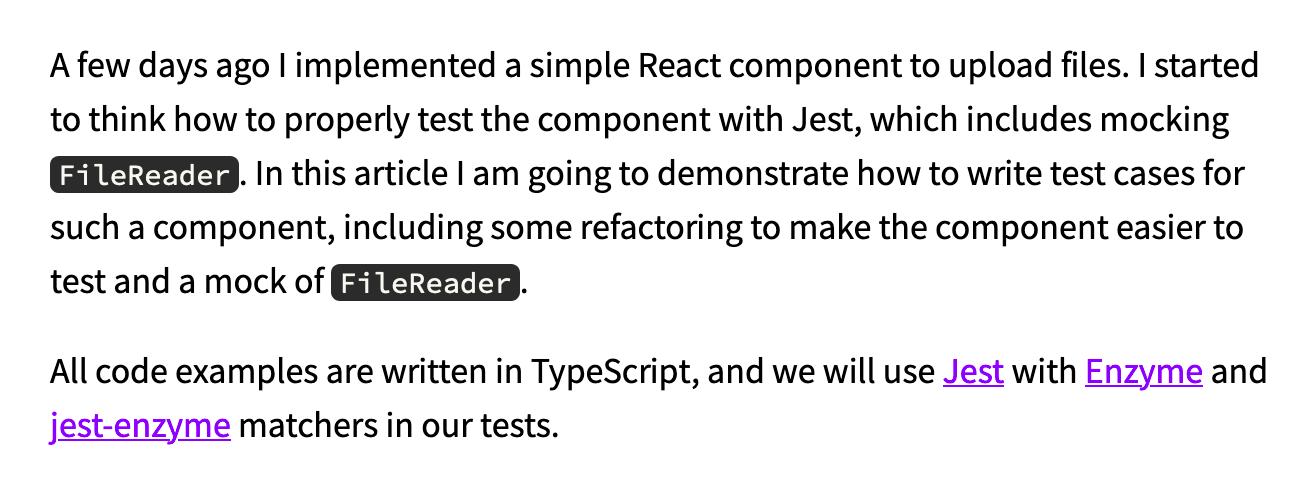 A few days ago I implemented a simple React component to upload files. I started
to think how to properly test the component with Jest, which includes mocking
FileReader. In this article I am going to demonstrate how to write test cases for
such a component, including some refactoring to make the component easier to
test and a mock of FileReader.
All code examples are written in TypeScript, and we will use Jest with Enzyme and
jest-enzyme matchers in our tests.